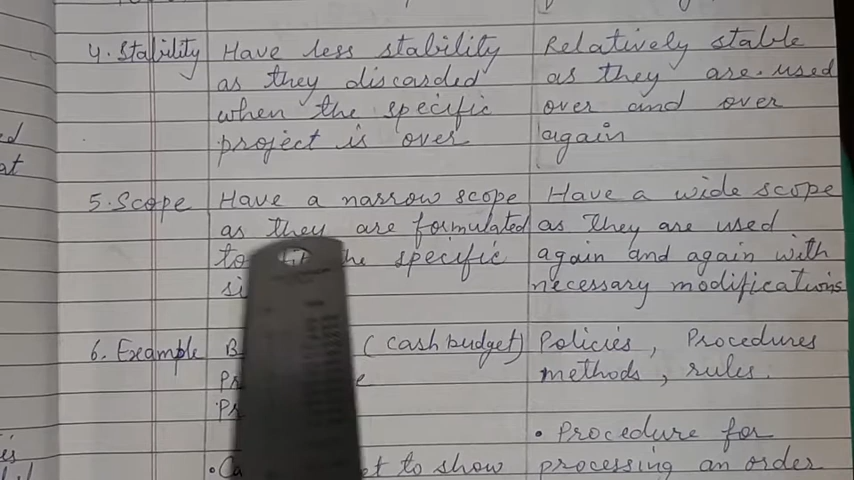 4. Stability Have less stability Relatively stable
as they discarded as they are used
when the specific over and over
project is over again
5. Scope Have a narrow scope Have a wide scope
as they are formulated as They are used
to the specific again and again with
necessary modifications
6. Example (cash budget) Policies, Procedures
methods, rules.
• Procedure for
to show processing an order